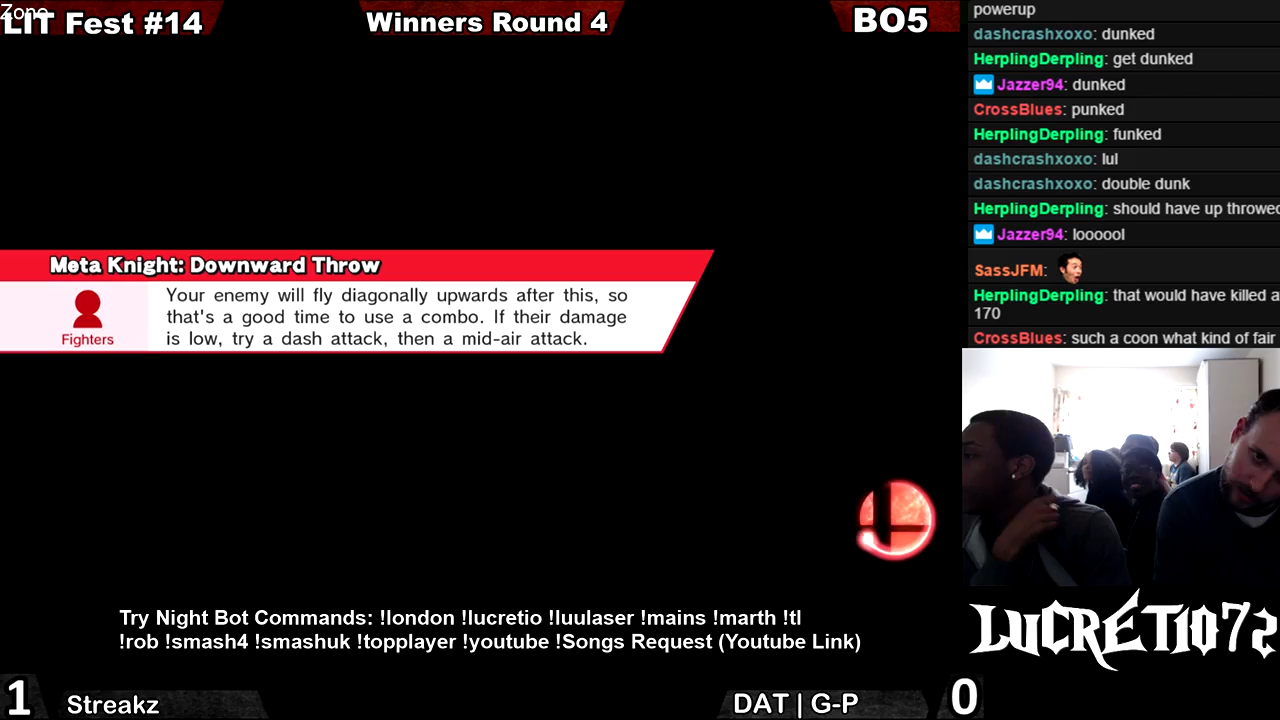 Zone
LIT Fest #14
Winners Round 4
BO5
powerup
dashcrashxoxo: dunked
HerplingDerpling: get dunked
Jazzer94: dunked
CrossBlues: punked
HerplingDerpling: funked
dashcrashxoxo: lul
dashcrashxoxo: double dunk
HerplingDerpling: should have up throwed
Jazzer94: loooool
SassJFM:
HerplingDerpling: that would have killed a
170
CrossBlues: such a coon what kind of fair
Meta Knight: Downward Throw
Your enemy will fly diagonally upwards after this, so
that's a good time to use a combo. If their damage
is low, try a dash attack, then a mid-air attack.
Fighters
Try Night Bot Commands: !london !lucretio !luulaser !mains !marth !tl
!rob !smash4 !smashuk !topplayer !youtube !Songs Request (Youtube Link)
LUCRETIO72
1
Streakz
DAT | G-P
0